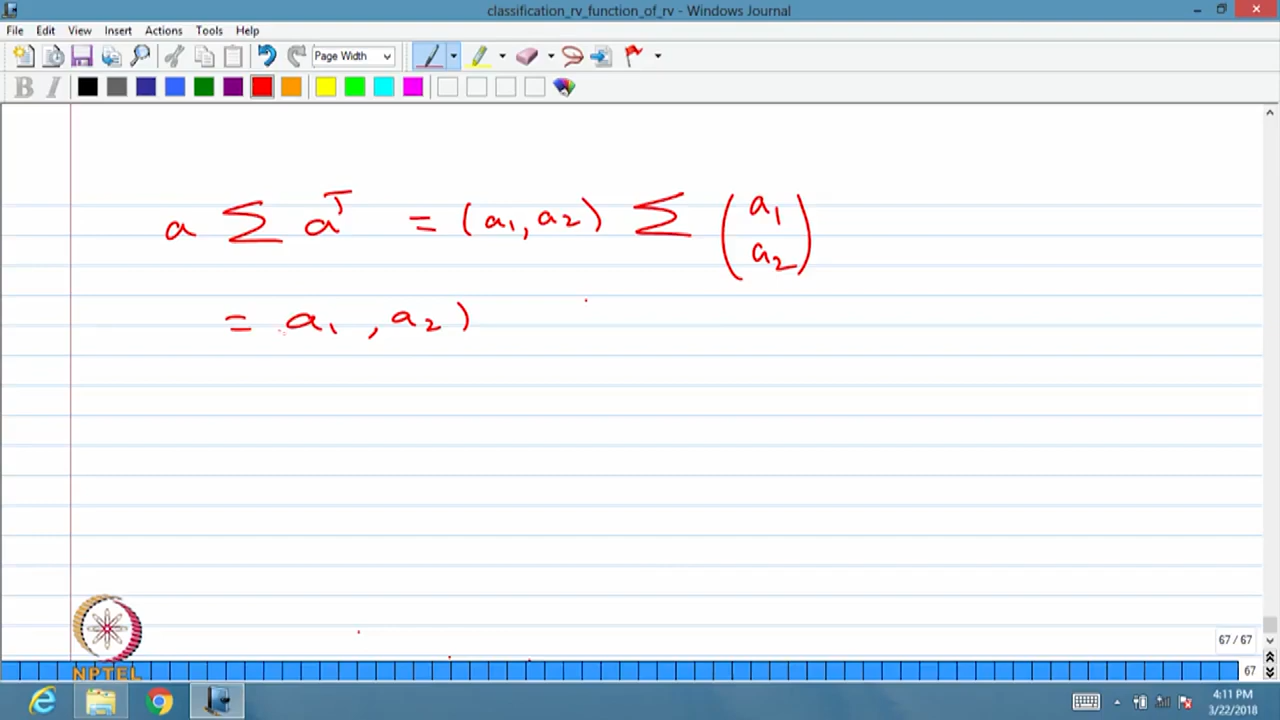 classification_rv_function_of_rv - Windows Journal
File Edit View Insert Actions Tools Help
Page Width
B I
a Σ aᵀ = (a₁, a₂) Σ (a₁
a₂)
= a₁ , a₂)
67 / 67
NPTEL
67
4:11 PM
3/22/2018